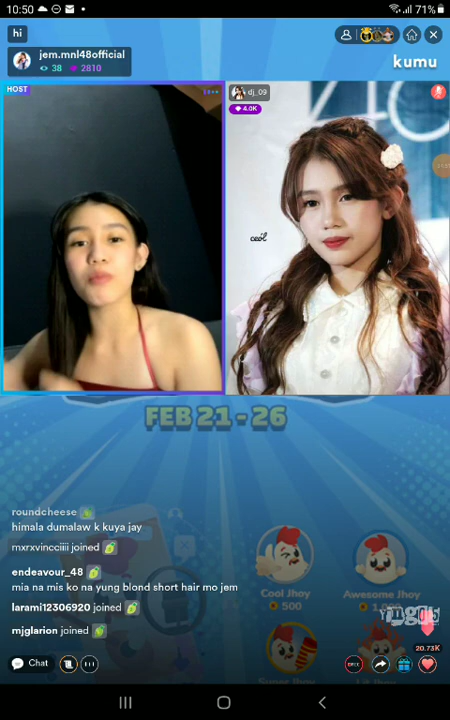 10:50
71%
hi
jem.mnl48official
38 2810
kumu
HOST
dj_09
4.0K
ceol
FEB 21 - 26
roundcheese
himala dumalaw k kuya jay
mxrxvincciiii joined
endeavour_48
mia na mis ko na yung blond short hair mo jem
larami12306920 joined
mjglarion joined
Cool Jhoy
500
Awesome Jhoy
20.73K
Chat